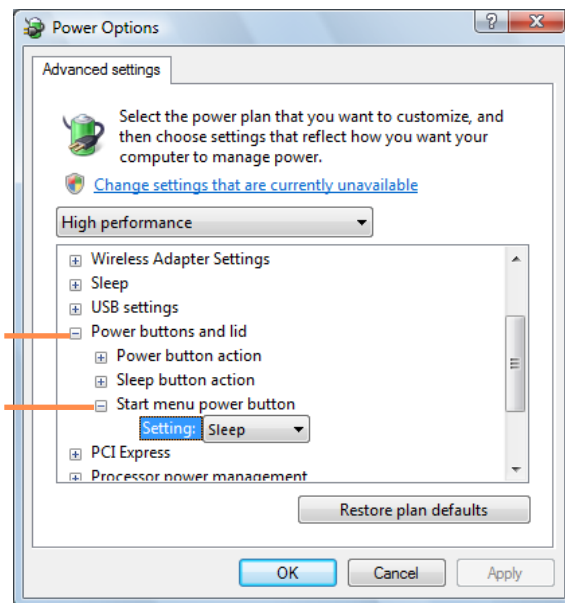 Power Options
Advanced settings
Select the power plan that you want to customize, and
then choose settings that reflect how you want your
computer to manage power.
Change settings that are currently unavailable
High performance
Wireless Adapter Settings
Sleep
USB settings
Power buttons and lid
Power button action
Sleep button action
Start menu power button
Setting: Sleep
PCI Express
Processor power management
Restore plan defaults
OK Cancel Apply